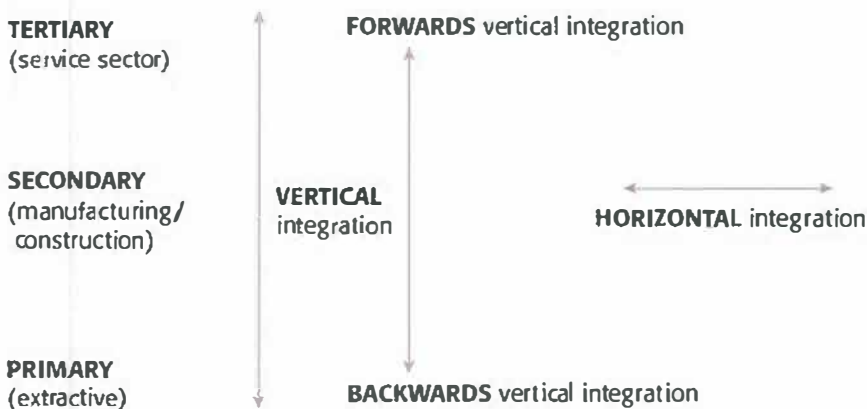 TERTIARY
(service sector)
FORWARDS vertical integration
SECONDARY
(manufacturing/
construction)
VERTICAL
integration
HORIZONTAL integration
PRIMARY
(extractive)
BACKWARDS vertical integration